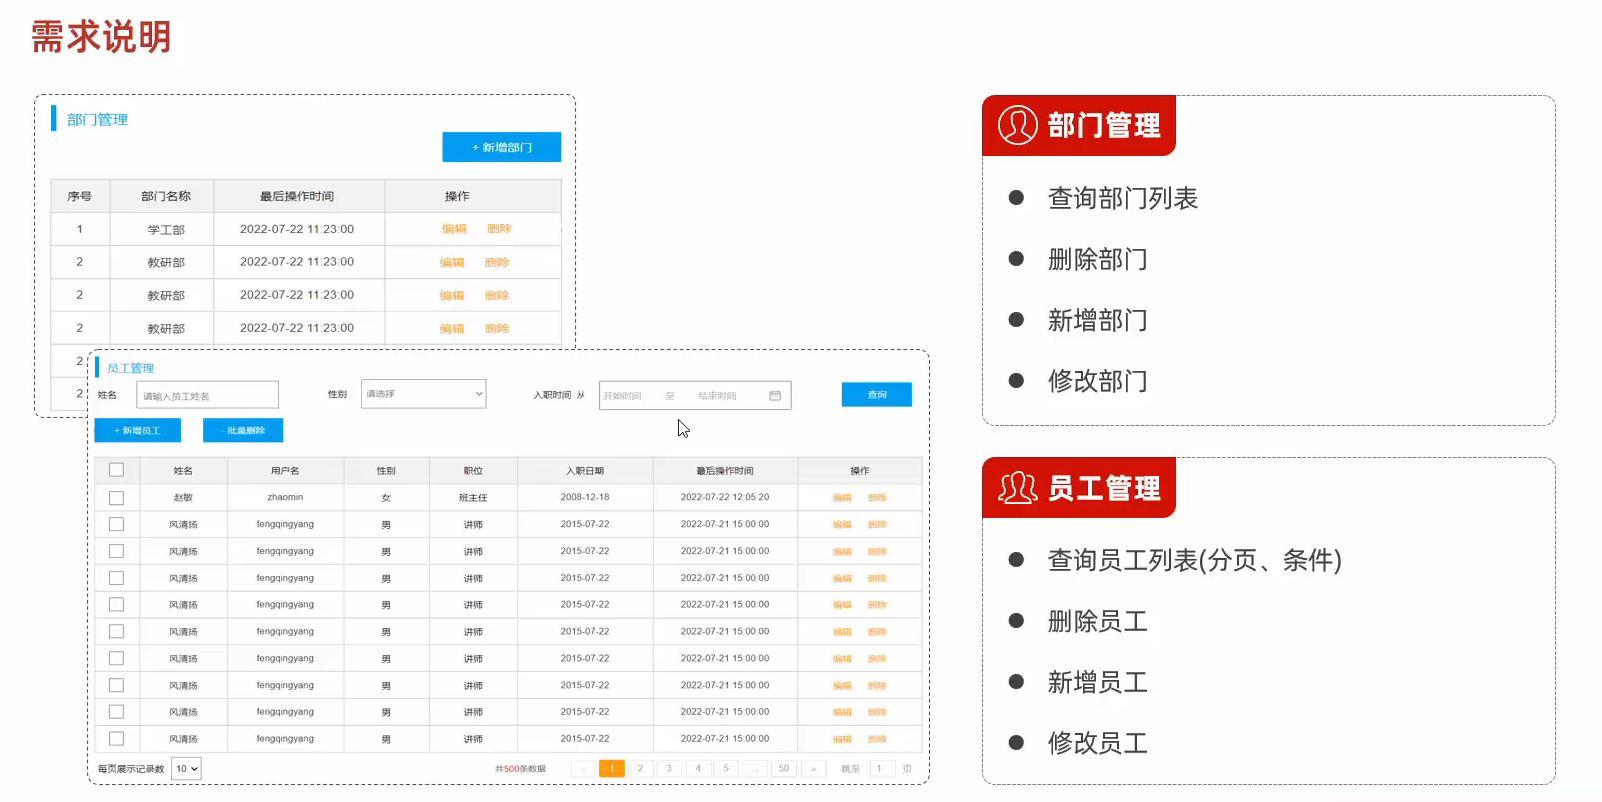 需求说明
部门管理
+ 新增部门
序号 部门名称 最后操作时间 操作
1 学工部 2022-07-22 11:23:00 编辑 删除
2 教研部 2022-07-22 11:23:00 编辑 删除
2 教研部 2022-07-22 11:23:00 编辑 删除
2 教研部 2022-07-22 11:23:00 编辑 删除
2
2
员工管理
姓名 请输入员工姓名 性别 请选择 入职时间 从 开始时间 至 结束时间 查询
+ 新增员工 - 批量删除
姓名 用户名 性别 职位 入职日期 最后操作时间 操作
赵敏 zhaomin 女 班主任 2008-12-18 2022-07-22 12:05:20 编辑 删除
风清扬 fengqingyang 男 讲师 2015-07-22 2022-07-21 15:00:00 编辑 删除
风清扬 fengqingyang 男 讲师 2015-07-22 2022-07-21 15:00:00 编辑 删除
风清扬 fengqingyang 男 讲师 2015-07-22 2022-07-21 15:00:00 编辑 删除
风清扬 fengqingyang 男 讲师 2015-07-22 2022-07-21 15:00:00 编辑 删除
风清扬 fengqingyang 男 讲师 2015-07-22 2022-07-21 15:00:00 编辑 删除
风清扬 fengqingyang 男 讲师 2015-07-22 2022-07-21 15:00:00 编辑 删除
风清扬 fengqingyang 男 讲师 2015-07-22 2022-07-21 15:00:00 编辑 删除
风清扬 fengqingyang 男 讲师 2015-07-22 2022-07-21 15:00:00 编辑 删除
风清扬 fengqingyang 男 讲师 2015-07-22 2022-07-21 15:00:00 编辑 删除
每页展示记录数 10 共500条数据 < 1 2 3 4 5 ... 50 > 跳至 1 页
部门管理
● 查询部门列表
● 删除部门
● 新增部门
● 修改部门
员工管理
● 查询员工列表(分页、条件)
● 删除员工
● 新增员工
● 修改员工